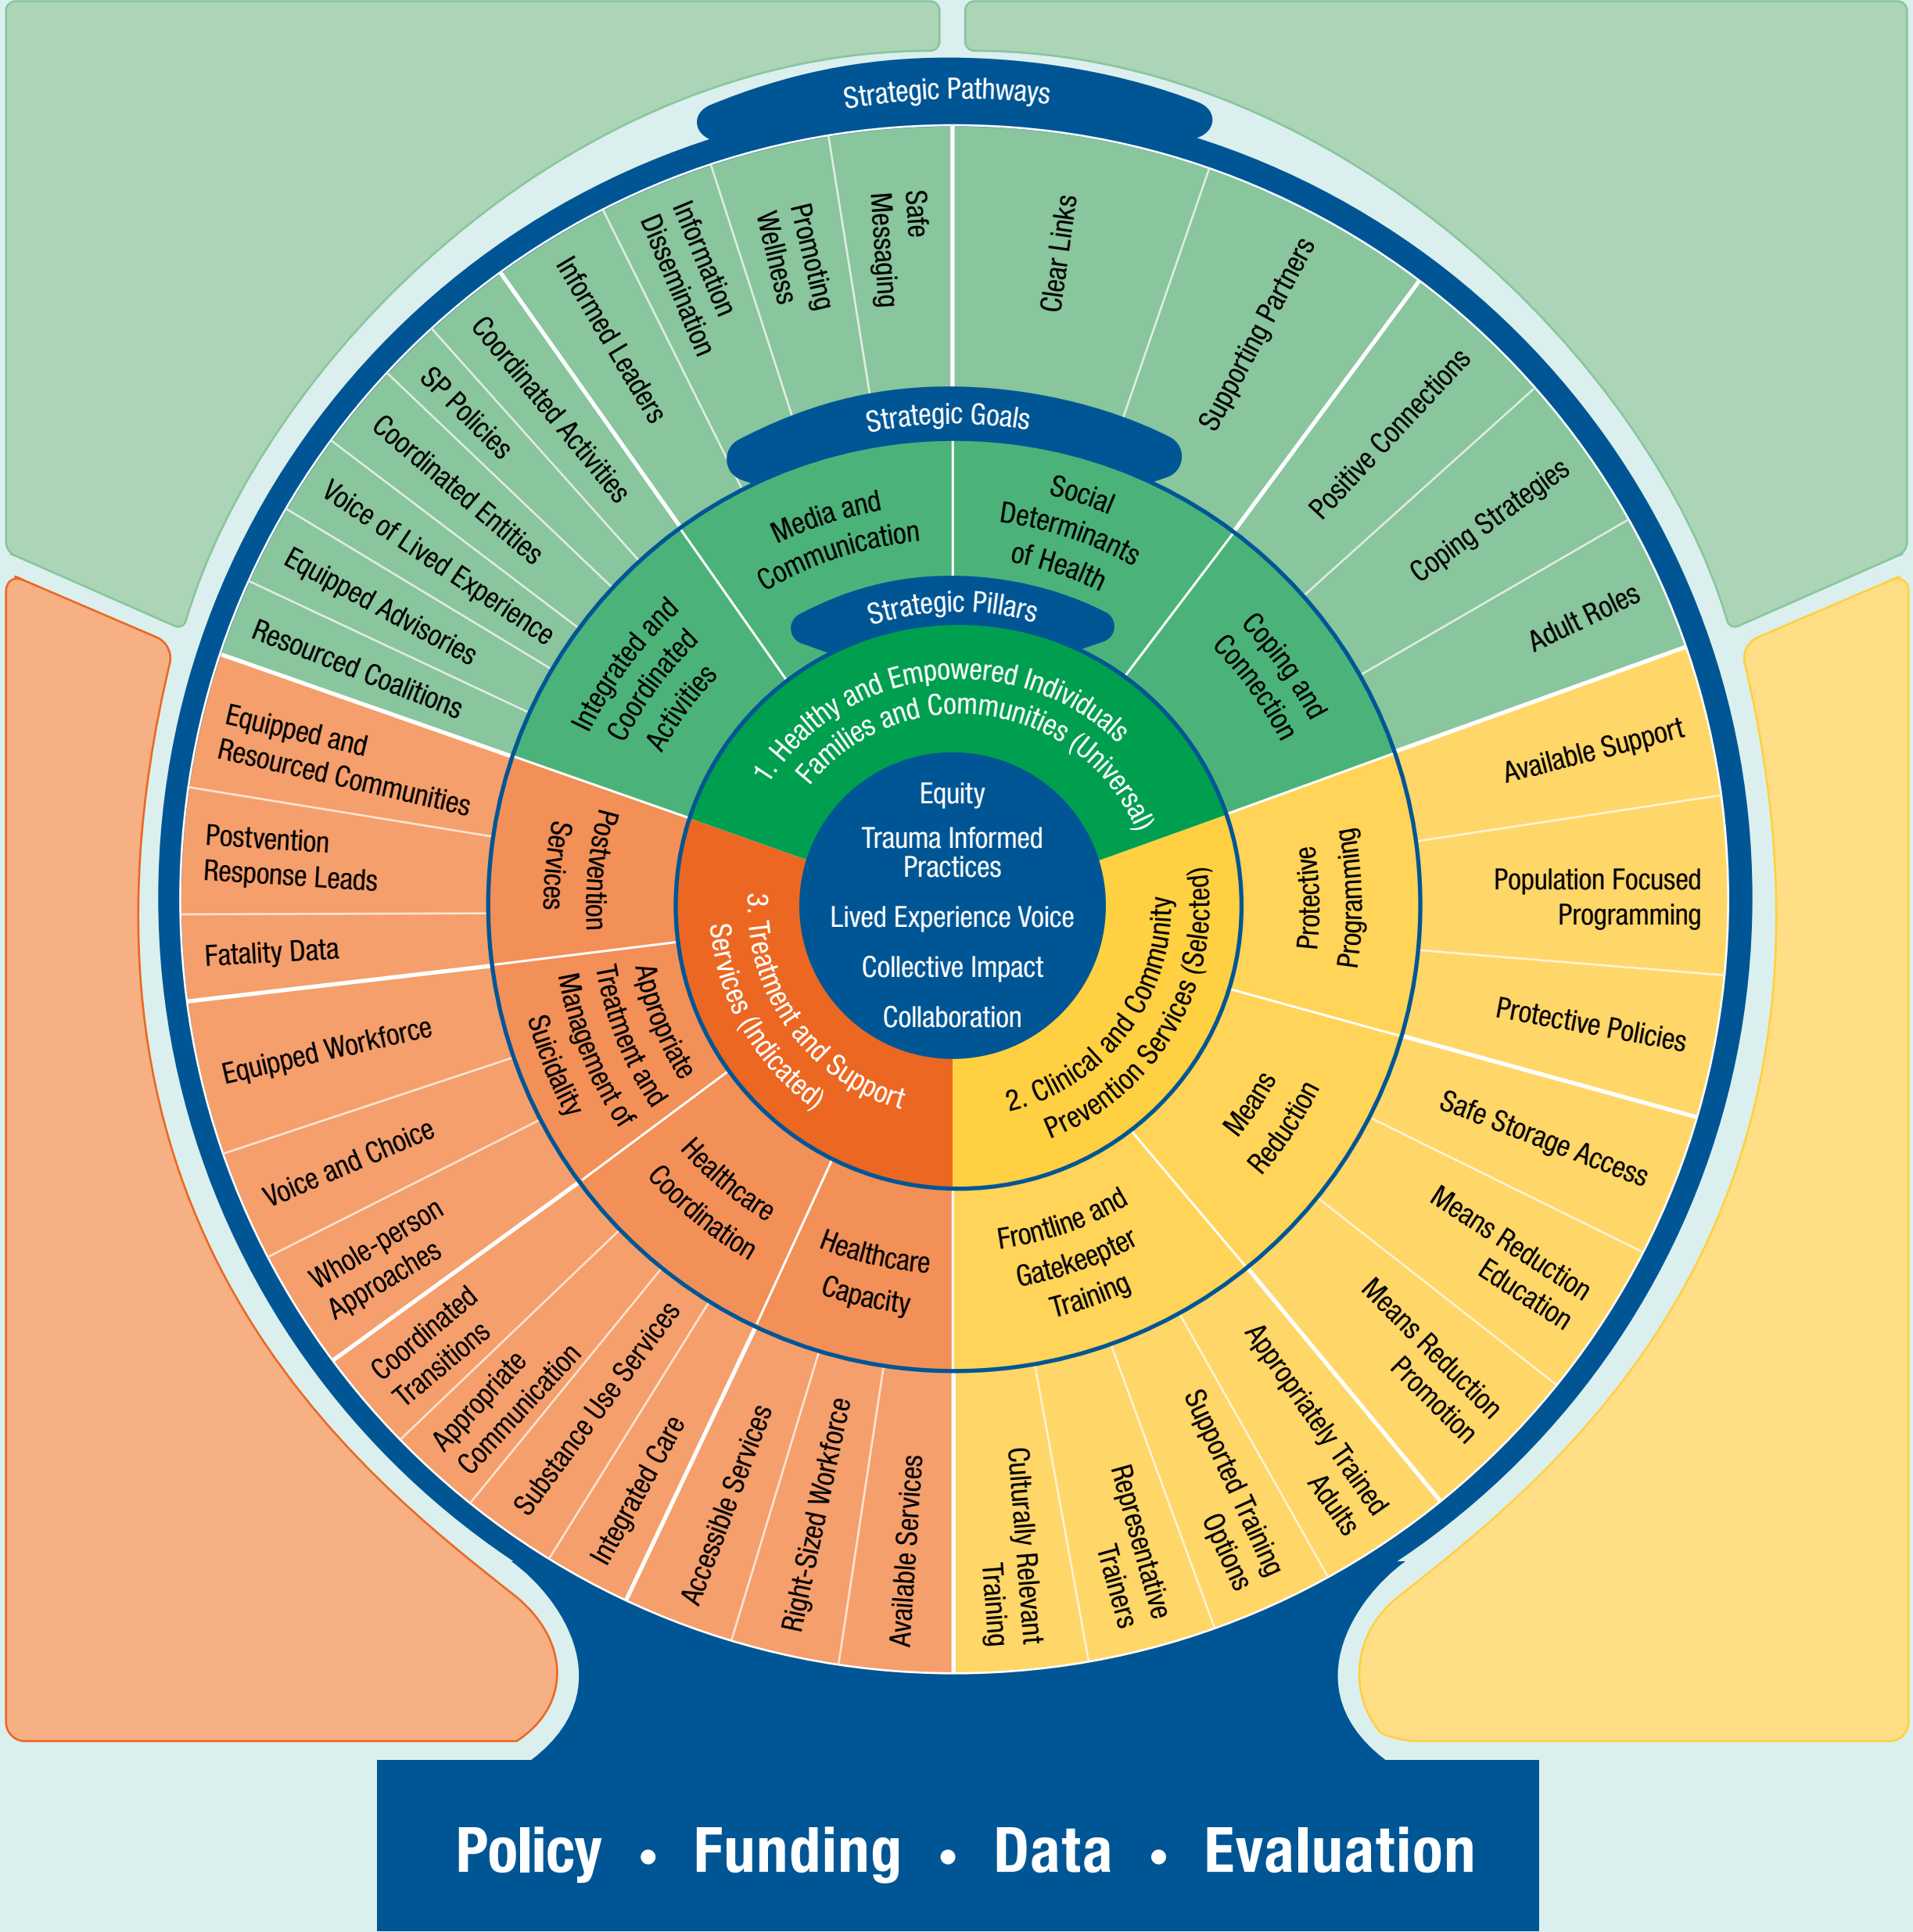 Strategic Pathways
Safe
Messaging
Promoting
Wellness
Information
Dissemination
Informed Leaders
Coordinated Activities
SP Policies
Coordinated Entities
Voice of Lived Experience
Equipped Advisories
Resourced Coalitions
Clear Links
Supporting Partners
Positive Connections
Coping Strategies
Adult Roles
Strategic Goals
Media and
Communication
Social
Determinants
of Health
Integrated and
Coordinated
Activities
Coping and
Connection
Strategic Pillars
1. Healthy and Empowered Individuals
Families and Communities (Universal)
Equity
Trauma Informed
Practices
Lived Experience Voice
Collective Impact
Collaboration
2. Clinical and Community
Prevention Services (Selected)
Protective
Programming
Means
Reduction
Frontline and
Gatekeepter
Training
Available Support
Population Focused
Programming
Protective Policies
Safe Storage Access
Means Reduction
Education
Means Reduction
Promotion
Appropriately Trained
Adults
Supported Training
Options
Representative
Trainers
Culturally Relevant
Training
3. Treatment and Support
Services (Indicated)
Postvention
Services
Appropriate
Treatment and
Management of
Suicidality
Healthcare
Coordination
Healthcare
Capacity
Equipped and
Resourced Communities
Postvention
Response Leads
Fatality Data
Equipped Workforce
Voice and Choice
Whole-person
Approaches
Coordinated
Transitions
Appropriate
Communication
Substance Use Services
Integrated Care
Accessible Services
Right-Sized Workforce
Available Services
Policy • Funding • Data • Evaluation